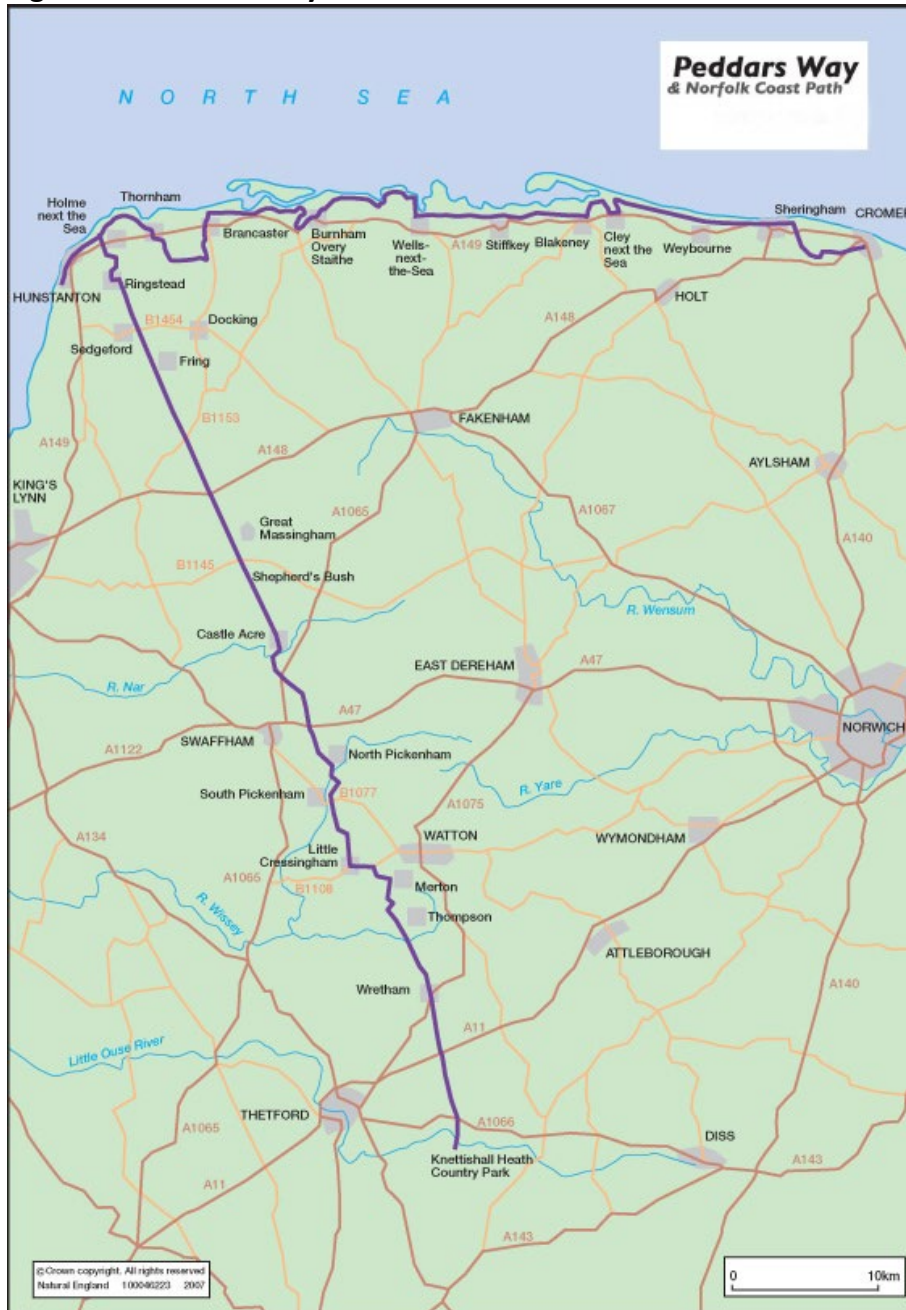 Peddars Way
& Norfolk Coast Path
NORTH SEA
Thornham
Holme
next the
Sea
Sheringham
CROMER
Brancaster
Burnham
Overy
Staithe
Wells-
next-
the-Sea
A149
Stiffkey
Blakeney
Cley
next the
Sea
Weybourne
HUNSTANTON
Ringstead
HOLT
B1454
Docking
A148
Sedgeford
Fring
B1153
FAKENHAM
A149
A148
AYLSHAM
KING'S
LYNN
A1065
A1067
Great
Massingham
A140
B1145
Shepherd's Bush
R. Wensum
Castle Acre
EAST DEREHAM
A47
R. Nar
A47
NORWICH
SWAFFHAM
A1122
North Pickenham
R. Yare
South Pickenham
B1077
A1075
A134
WATTON
WYMONDHAM
Little
Cressingham
A1065
B1108
Merton
R. Wissey
Thompson
ATTLEBOROUGH
Wretham
A140
A11
Little Ouse River
THETFORD
A1066
A1065
DISS
Knettishall Heath
Country Park
A143
A11
A143
© Crown copyright. All rights reserved
Natural England 100046223 2007
0 10km